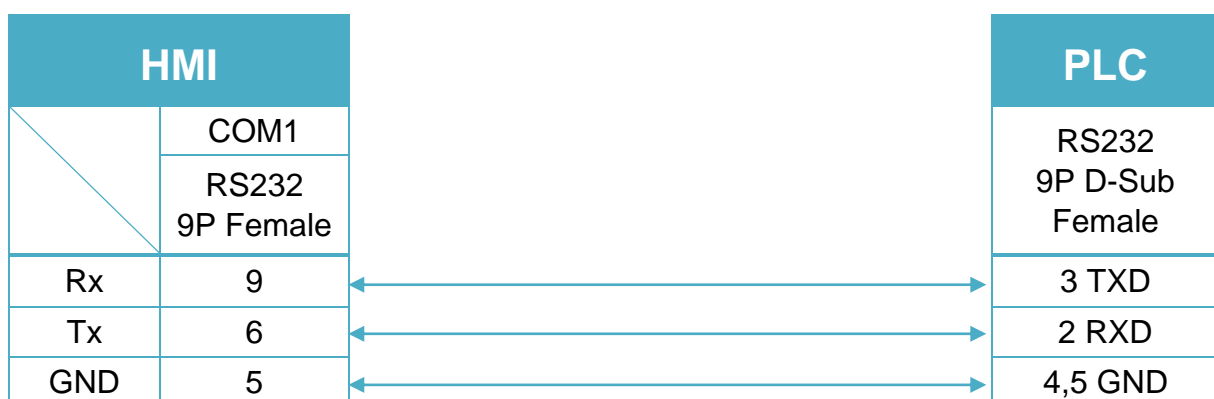 HMI PLC
COM1
RS232
9P Female
RS232
9P D-Sub
Female
Rx 9 3 TXD
Tx 6 2 RXD
GND 5 4,5 GND